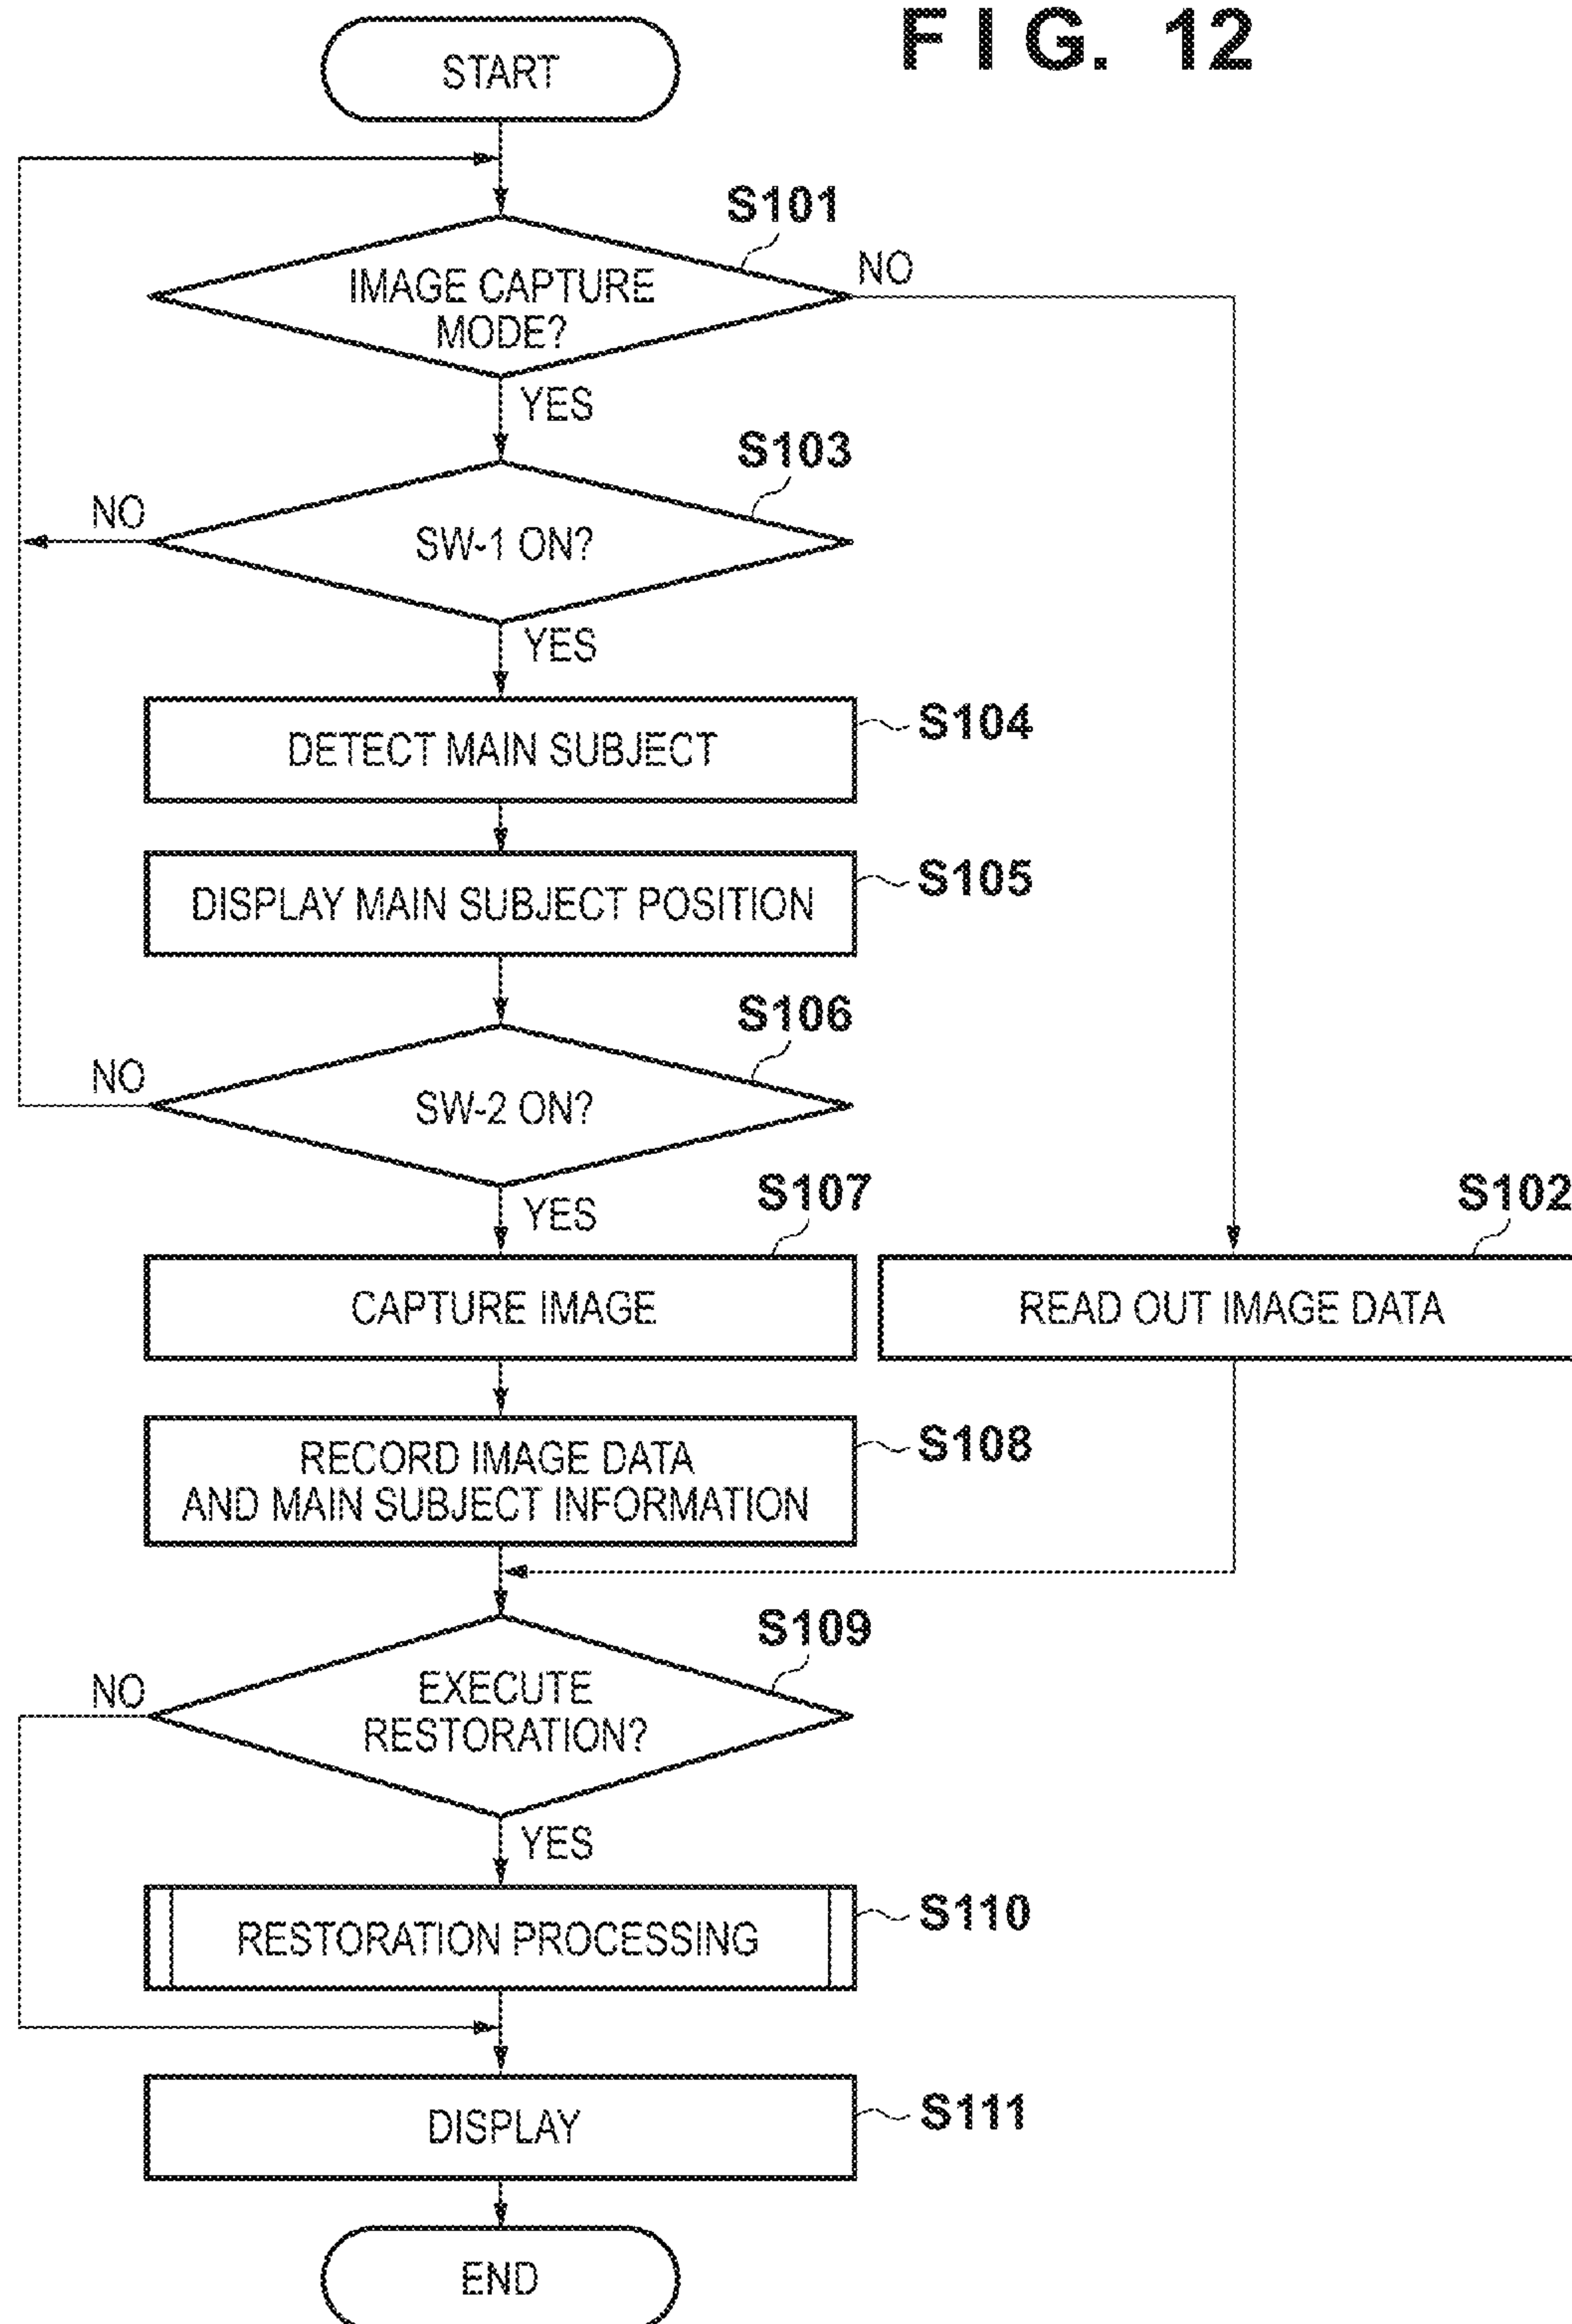 FIG. 12
START
S101
IMAGE CAPTURE
MODE?
NO
YES
S103
NO
SW-1 ON?
YES
DETECT MAIN SUBJECT
S104
DISPLAY MAIN SUBJECT POSITION
S105
S106
NO
SW-2 ON?
YES
S107
S102
CAPTURE IMAGE
READ OUT IMAGE DATA
RECORD IMAGE DATA
AND MAIN SUBJECT INFORMATION
S108
S109
NO
EXECUTE
RESTORATION?
YES
RESTORATION PROCESSING
S110
DISPLAY
S111
END